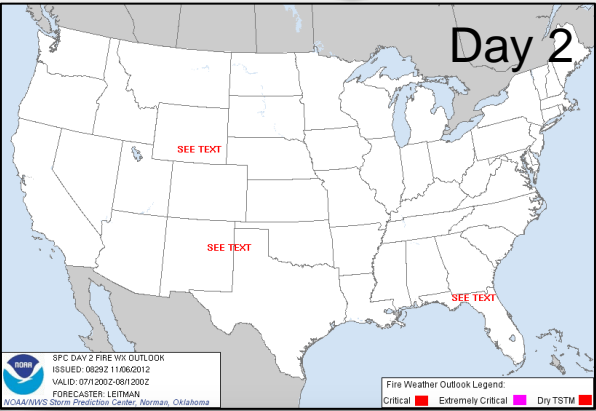 Day 2
SEE TEXT
SEE TEXT
SEE TEXT
NOAA
SPC DAY 2 FIRE WX OUTLOOK
ISSUED: 0829Z 11/06/2012
VALID: 07/1200Z-08/1200Z
FORECASTER: LEITMAN
NOAA/NWS Storm Prediction Center, Norman, Oklahoma
Fire Weather Outlook Legend:
Critical Extremely Critical Dry TSTM